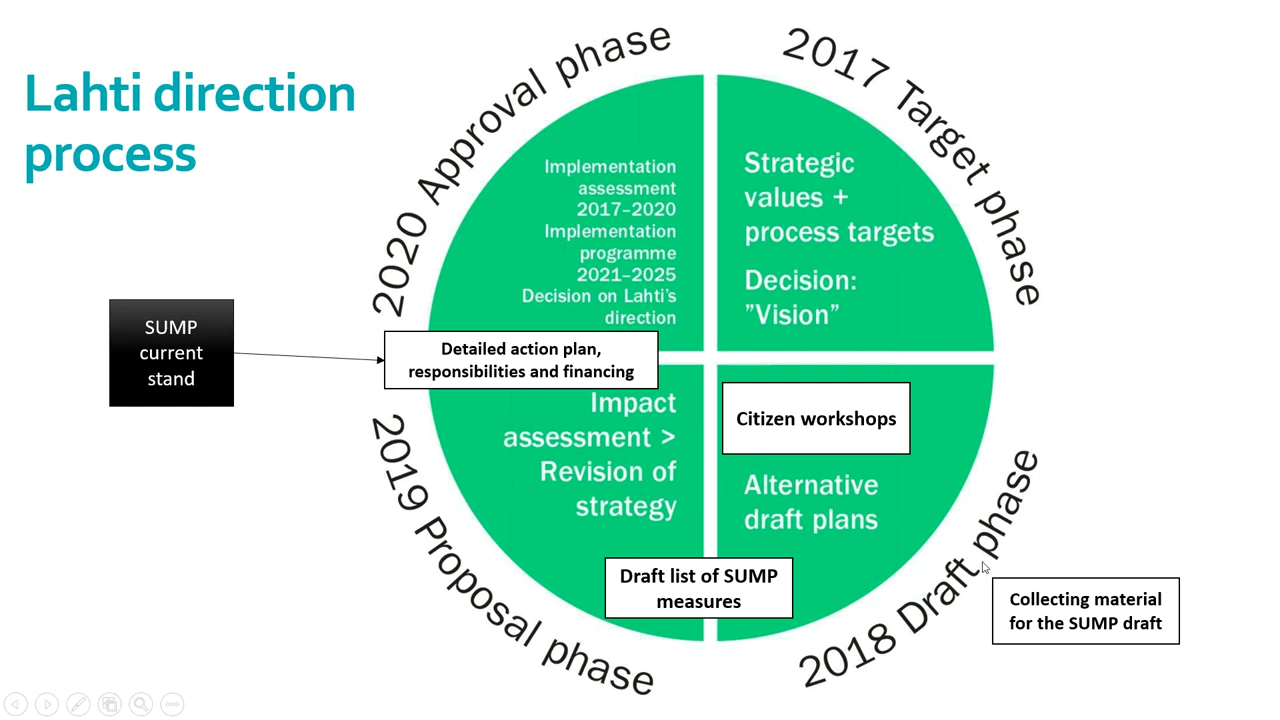 Lahti direction
process
2017 Target phase
Strategic
values +
process targets
Decision:
”Vision”
2018 Draft phase
Citizen workshops
Alternative
draft plans
Collecting material
for the SUMP draft
Draft list of SUMP
measures
2019 Proposal phase
Impact
assessment >
Revision of
strategy
2020 Approval phase
Implementation
assessment
2017–2020
Implementation
programme
2021–2025
Decision on Lahti’s
direction
Detailed action plan,
responsibilities and financing
SUMP
current
stand